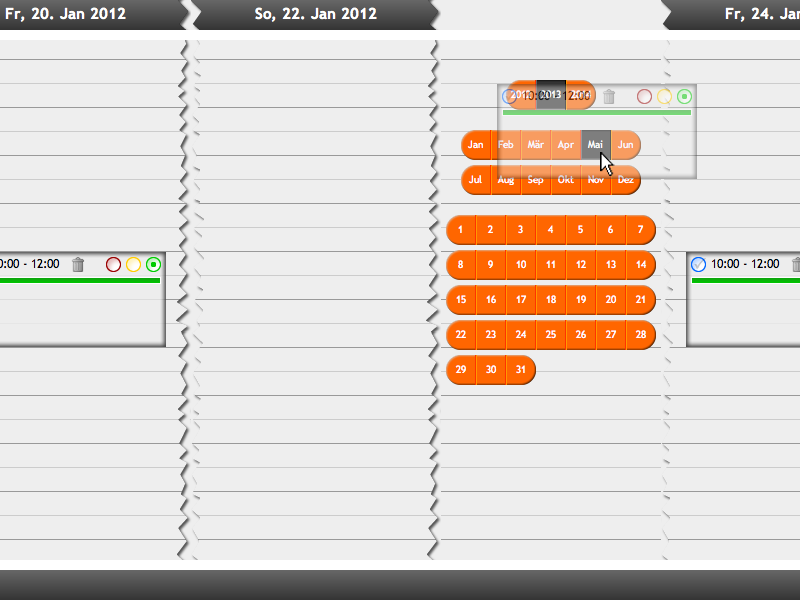 Fr, 20. Jan 2012
So, 22. Jan 2012
Fr, 24. Jan
2013
10:00 - 12:00
Jan Feb Mär Apr Mai Jun
Jul Aug Sep Okt Nov Dez
1 2 3 4 5 6 7
8 9 10 11 12 13 14
0:00 - 12:00
10:00 - 12:00
15 16 17 18 19 20 21
22 23 24 25 26 27 28
29 30 31